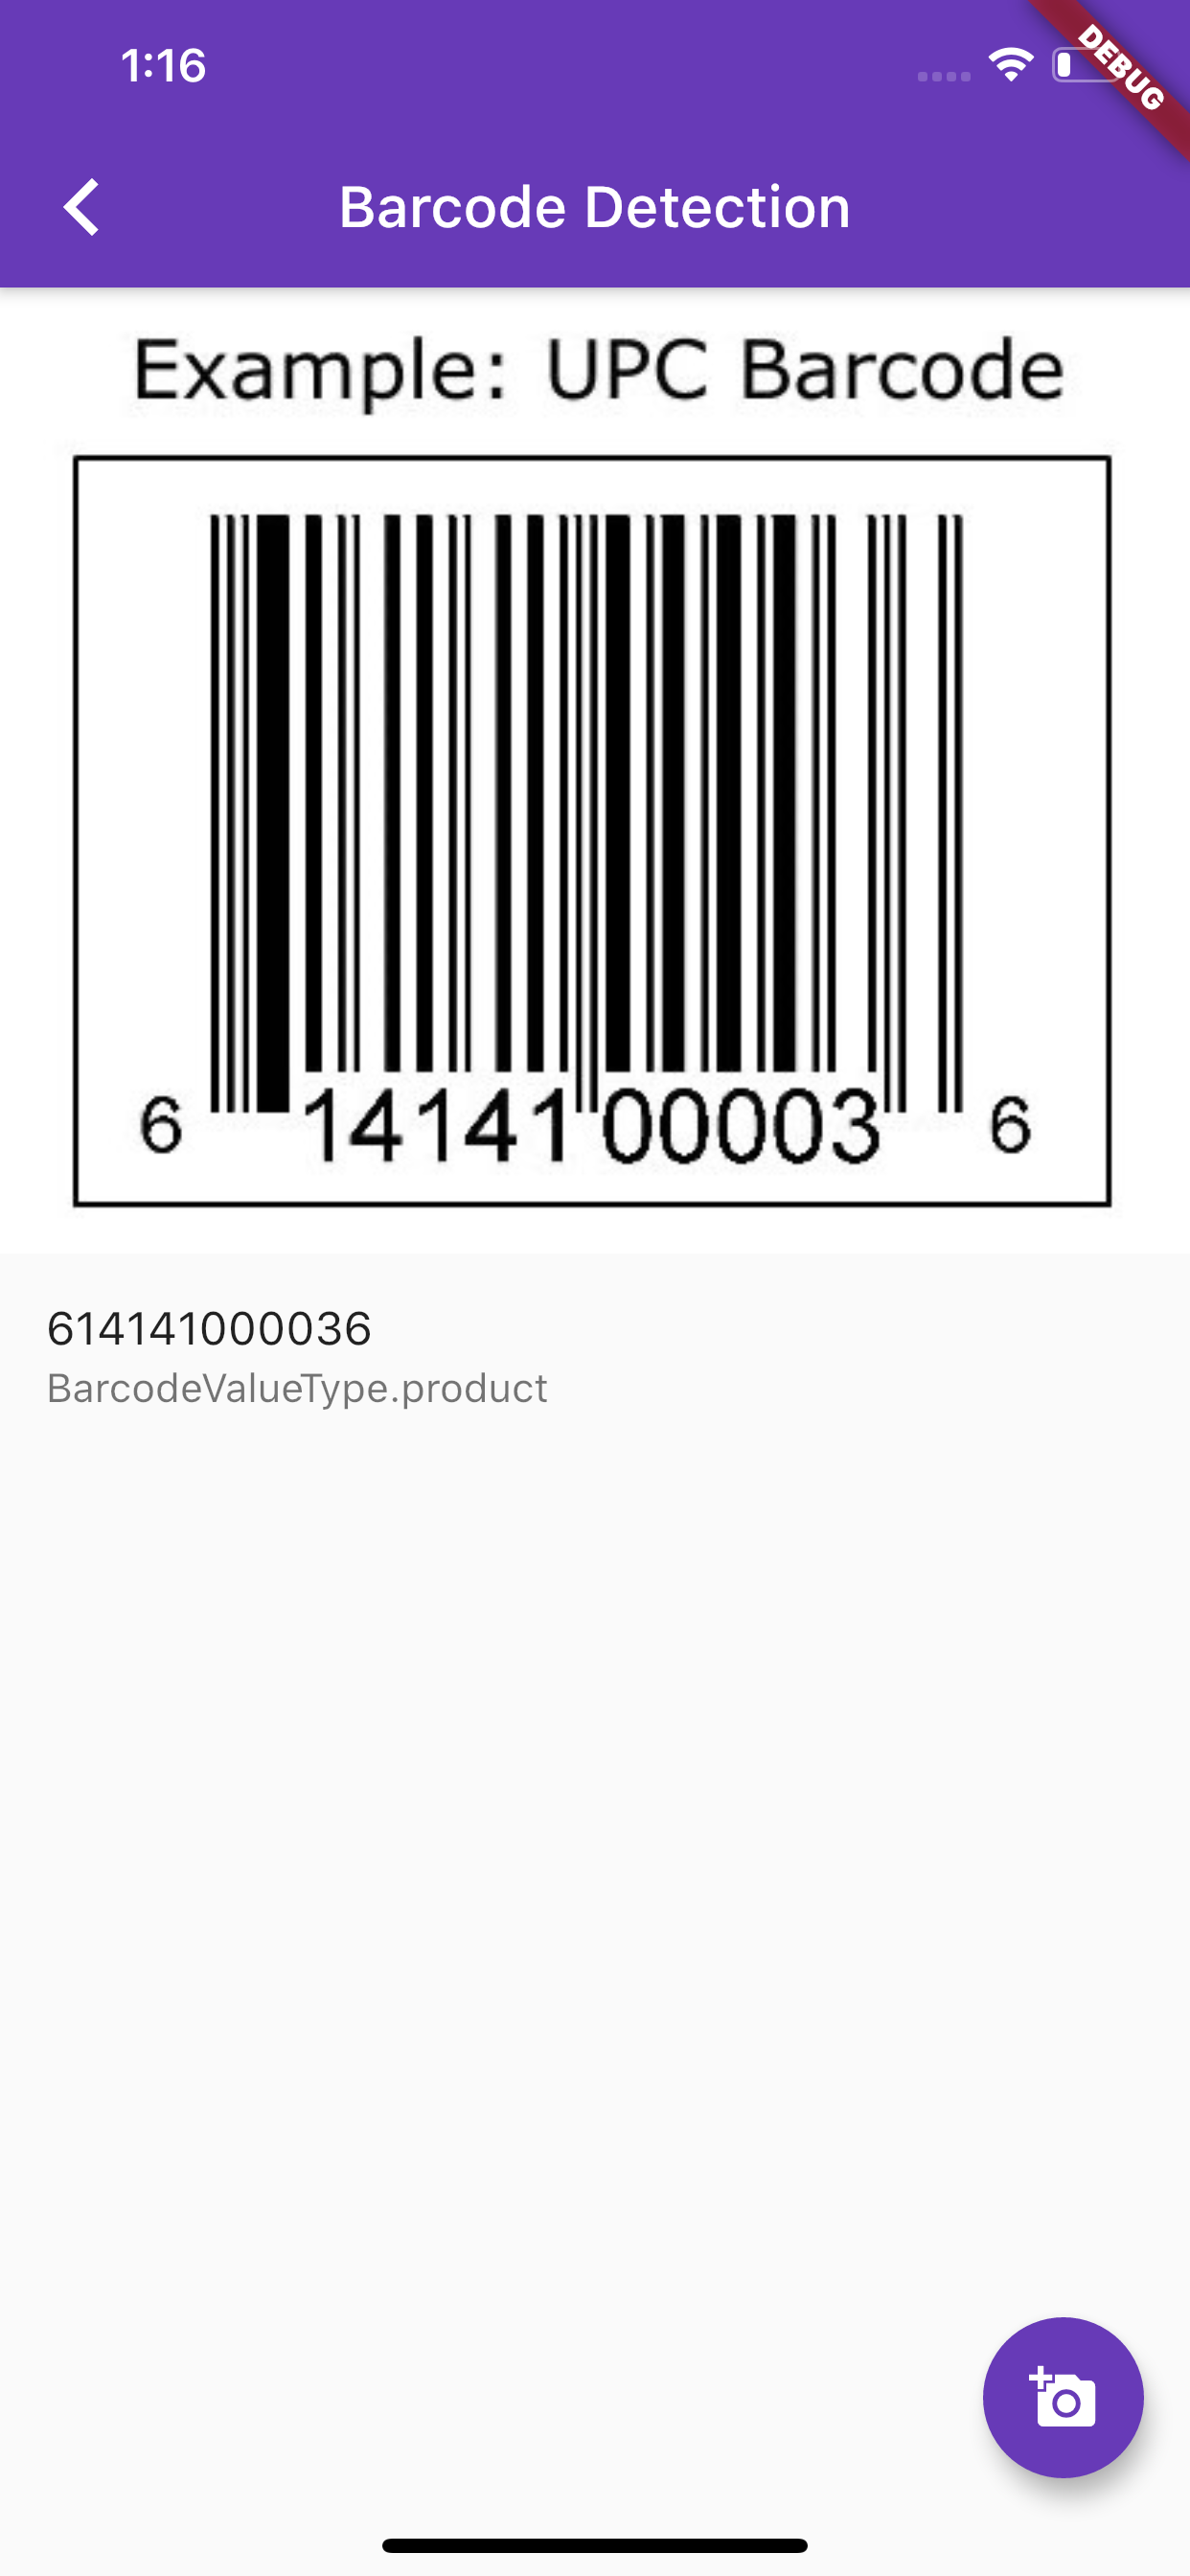 1:16
DEBUG
Barcode Detection
Example: UPC Barcode
6 14141 00003 6
614141000036
BarcodeValueType.product